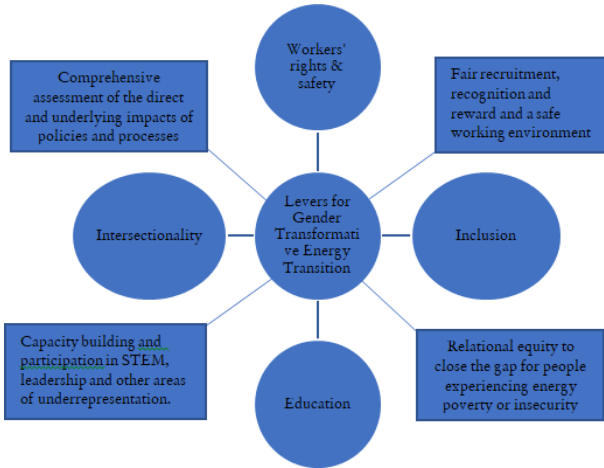 Workers'
rights &
safety
Comprehensive
assessment of the direct
and underlying impacts of
policies and processes
Fair recruitment,
recognition and
reward and a safe
working environment
Intersectionality
Levers for
Gender
Transformati
ve Energy
Transition
Inclusion
Capacity building and
participation in STEM,
leadership and other areas
of underrepresentation.
Relational equity to
close the gap for people
experiencing energy
poverty or insecurity
Education